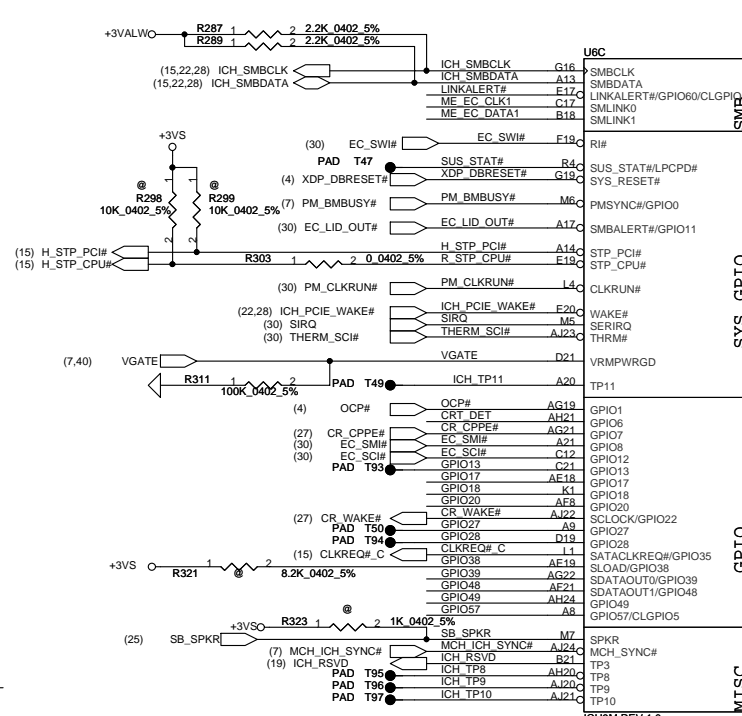 U6C
+3VALW R287 1 2 2.2K_0402_5%
R289 1 2 2.2K_0402_5%
(15,22,28) ICH_SMBCLK ICH_SMBCLK G16 SMBCLK
(15,22,28) ICH_SMBDATA ICH_SMBDATA A13 SMBDATA
LINKALERT# E17 LINKALERT#/GPIO60/CLGPIO
ME_EC_CLK1 C17 SMLINK0
ME_EC_DATA1 B18 SMLINK1
SMB
+3VS
(30) EC_SWI# EC_SWI# F19 RI#
PAD T47 SUS_STAT# R4 SUS_STAT#/LPCPD#
(4) XDP_DBRESET# XDP_DBRESET# G19 SYS_RESET#
@ @
R298 1 2 R299 1 2
10K_0402_5% 10K_0402_5%
(7) PM_BMBUSY# PM_BMBUSY# M6 PMSYNC#/GPIO0
(30) EC_LID_OUT# EC_LID_OUT# A17 SMBALERT#/GPIO11
(15) H_STP_PCI# H_STP_PCI# A14 STP_PCI#
(15) H_STP_CPU# R303 1 2 0_0402_5% R_STP_CPU# E19 STP_CPU#
(30) PM_CLKRUN# PM_CLKRUN# L4 CLKRUN#
SYS GPIO
(22,28) ICH_PCIE_WAKE# ICH_PCIE_WAKE# E20 WAKE#
(30) SIRQ SIRQ M5 SERIRQ
(30) THERM_SCI# THERM_SCI# AJ23 THRM#
(7,40) VGATE VGATE D21 VRMPWRGD
R311 1 2 100K_0402_5% PAD T49 ICH_TP11 A20 TP11
(4) OCP# OCP# AG19 GPIO1
CRT_DET AH21 GPIO6
(27) CR_CPPE# CR_CPPE# AG21 GPIO7
(30) EC_SMI# EC_SMI# A21 GPIO8
(30) EC_SCI# EC_SCI# C12 GPIO12
PAD T93 GPIO13 C21 GPIO13
GPIO17 AE18 GPIO17
GPIO18 K1 GPIO18
GPIO20 AF8 GPIO20
(27) CR_WAKE# CR_WAKE# AJ22 SCLOCK/GPIO22
PAD T50 GPIO27 A9 GPIO27
PAD T94 GPIO28 D19 GPIO28
(15) CLKREQ#_C CLKREQ#_C L1 SATACLKREQ#/GPIO35
+3VS R321 1 @ 2 8.2K_0402_5% GPIO38 AE19 SLOAD/GPIO38
GPIO39 AG22 SDATAOUT0/GPIO39
GPIO48 AF21 SDATAOUT1/GPIO48
GPIO49 AH24 GPIO49
GPIO57 A8 GPIO57/CLGPIO5
GPIO
@
+3VS R323 1 2 1K_0402_5%
(25) SB_SPKR SB_SPKR M7 SPKR
(7) MCH_ICH_SYNC# MCH_ICH_SYNC# AJ24 MCH_SYNC#
(19) ICH_RSVD ICH_RSVD B21 TP3
PAD T95 ICH_TP8 AH20 TP8
PAD T96 ICH_TP9 AJ20 TP9
PAD T97 ICH_TP10 AJ21 TP10
MISC